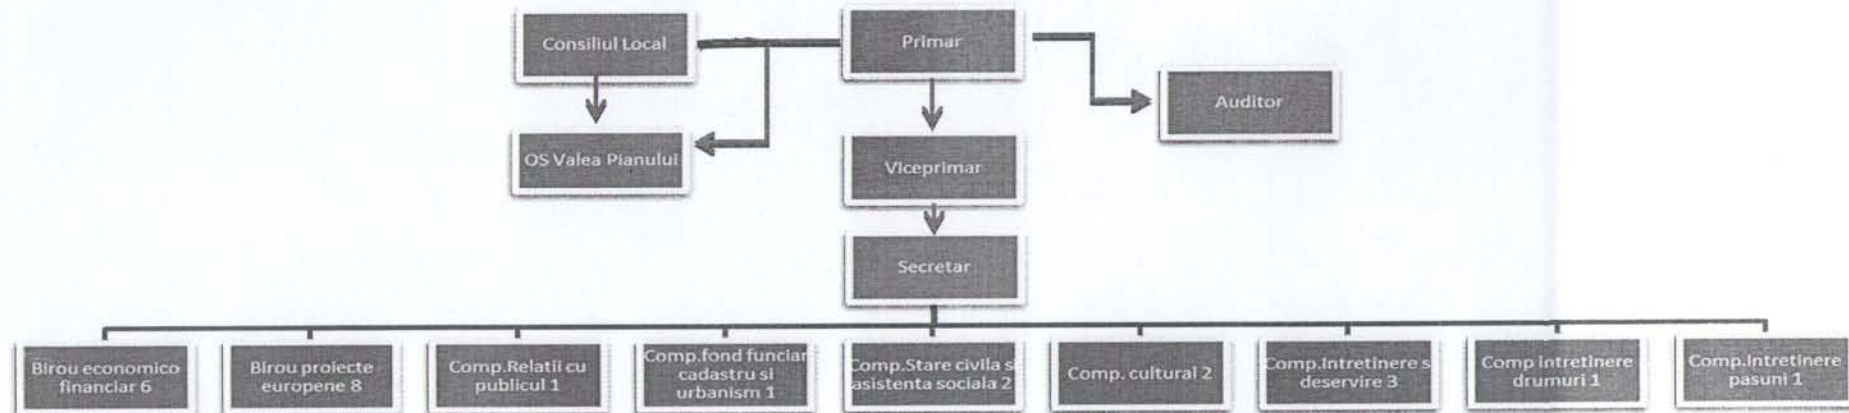 Consiliul Local
Primar
Auditor
OS Valea Pianului
Viceprimar
Secretar
Birou economico
financiar 6
Birou proiecte
europene 8
Comp.Relatii cu
publicul 1
Comp.fond funciar
cadastru si
urbanism 1
Comp.Stare civila si
asistenta sociala 2
Comp. cultural 2
Comp.Intretinere s
deservire 3
Comp Intretinere
drumuri 1
Comp.Intretinere
pasuni 1